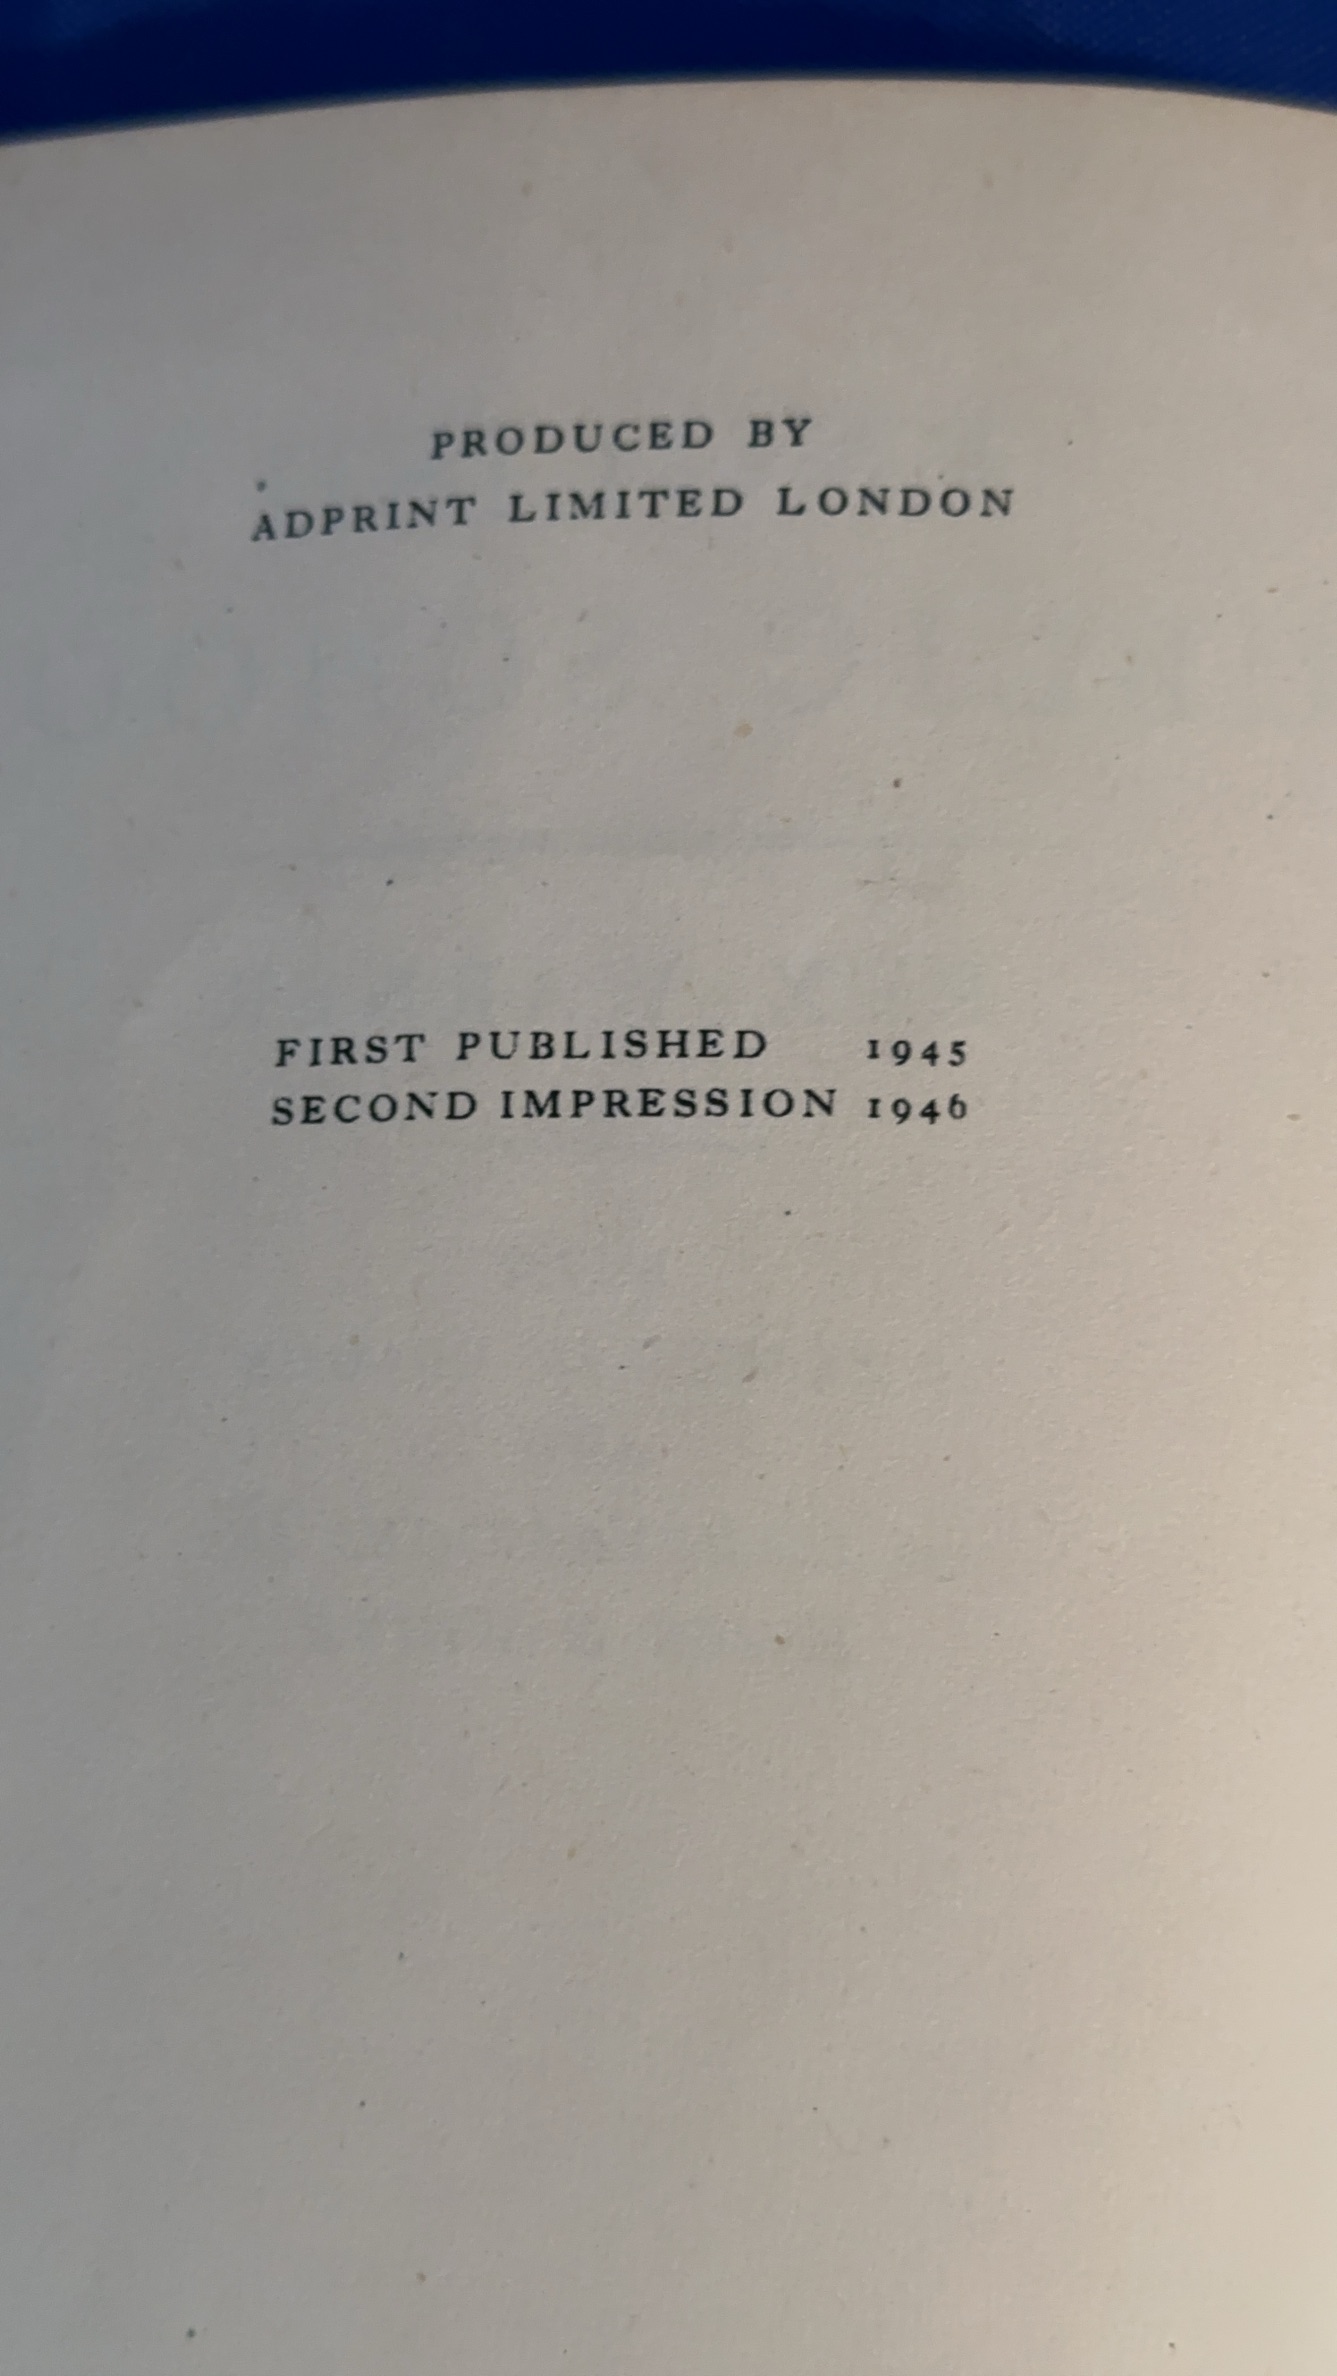 PRODUCED BY
ADPRINT LIMITED LONDON
FIRST PUBLISHED 1945
SECOND IMPRESSION 1946